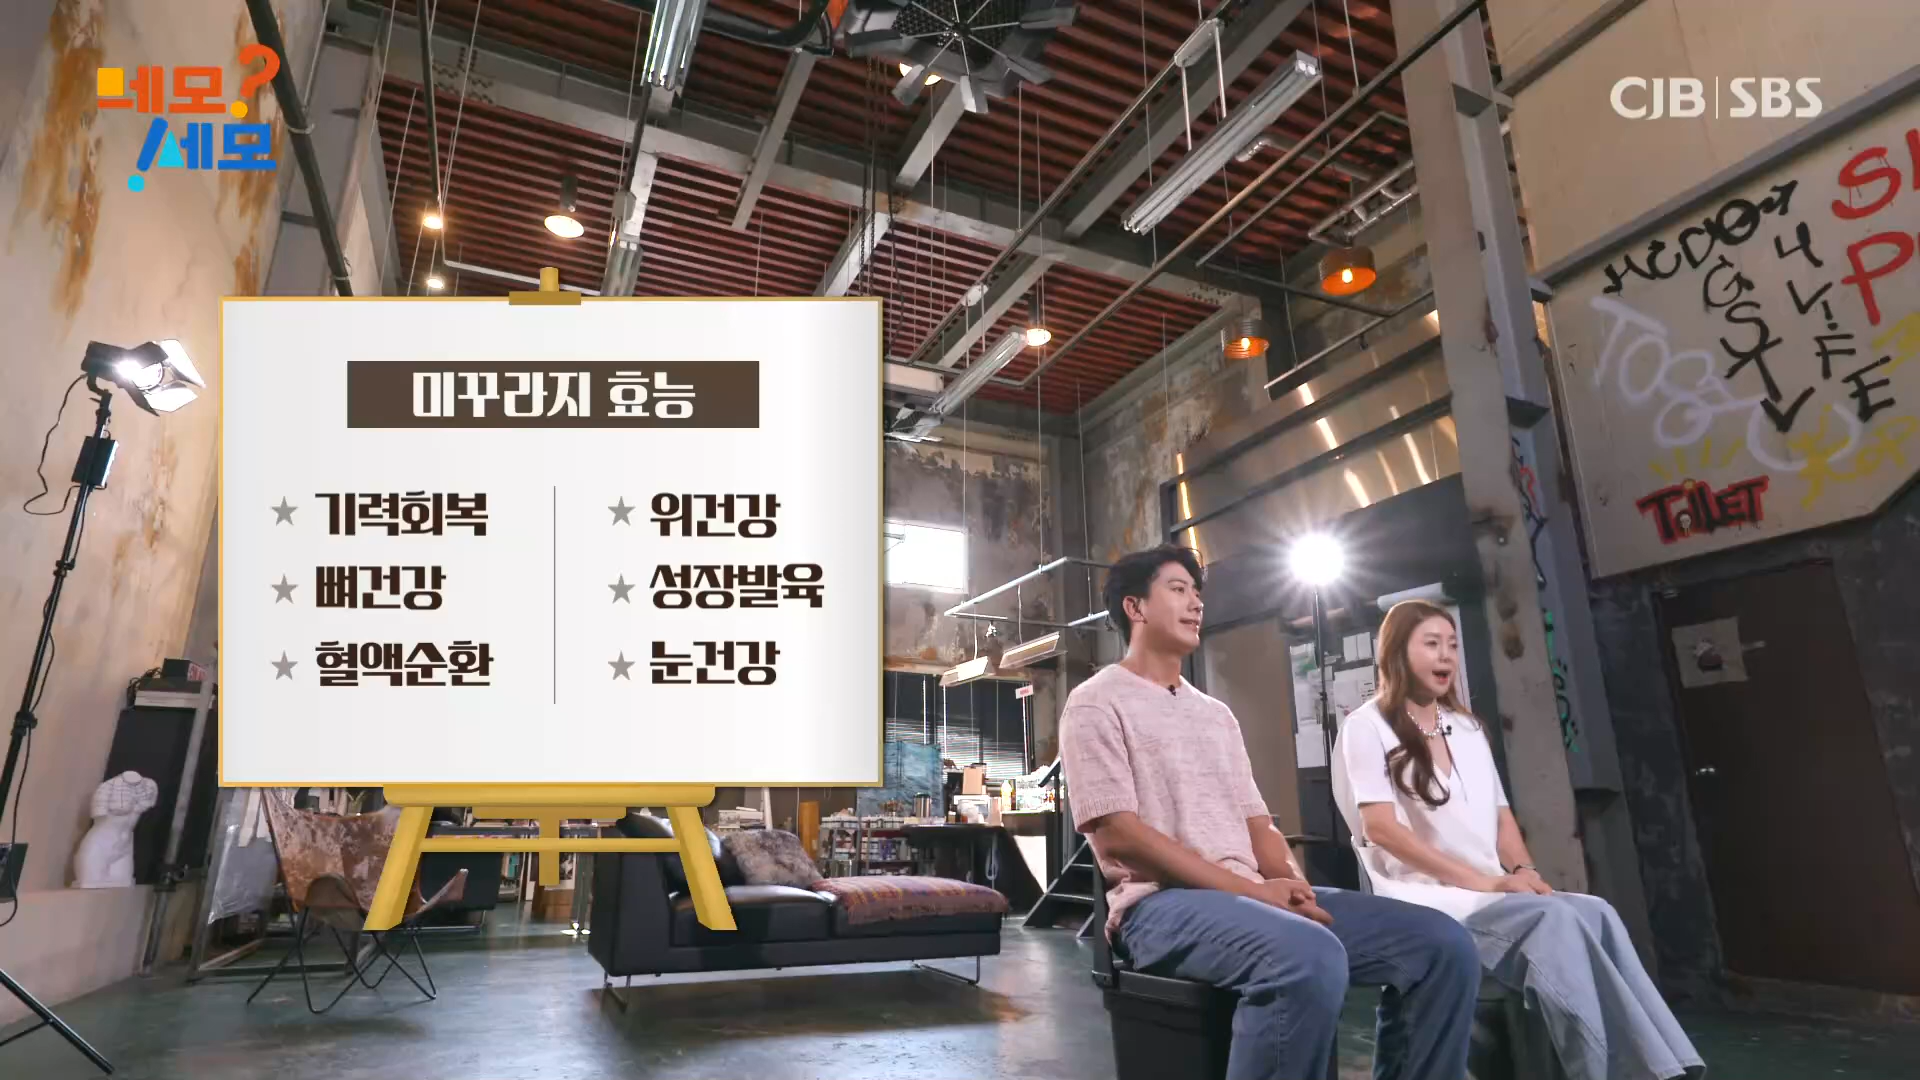 네모?
세모!
CJB SBS
미꾸라지 효능
★ 기력회복
★ 뼈건강
★ 혈액순환
★ 위건강
★ 성장발육
★ 눈건강
TOILET